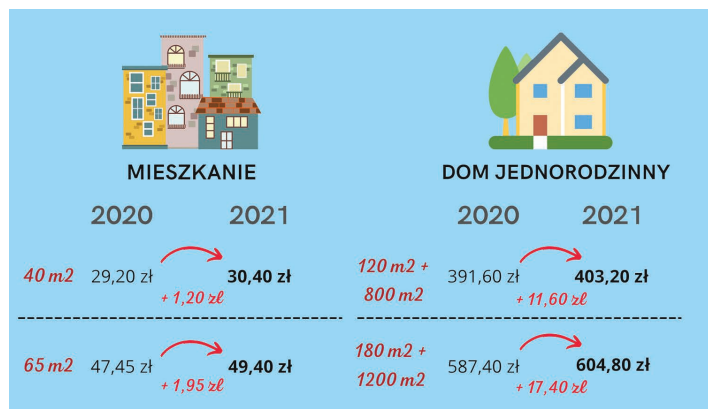 MIESZKANIE
2020 2021
40 m2 29,20 zł 30,40 zł
+ 1,20 zł
65 m2 47,45 zł 49,40 zł
+ 1,95 zł
DOM JEDNORODZINNY
2020 2021
120 m2 +
800 m2
391,60 zł 403,20 zł
+ 11,60 zł
180 m2 +
1200 m2
587,40 zł 604,80 zł
+ 17,40 zł